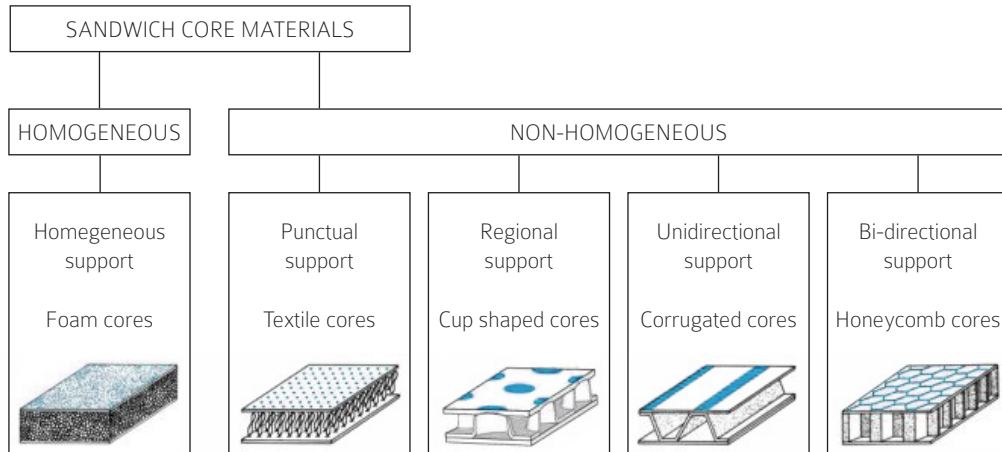 SANDWICH CORE MATERIALS
HOMOGENEOUS
NON-HOMOGENEOUS
Homegeneous
support
Foam cores
Punctual
support
Textile cores
Regional
support
Cup shaped cores
Unidirectional
support
Corrugated cores
Bi-directional
support
Honeycomb cores